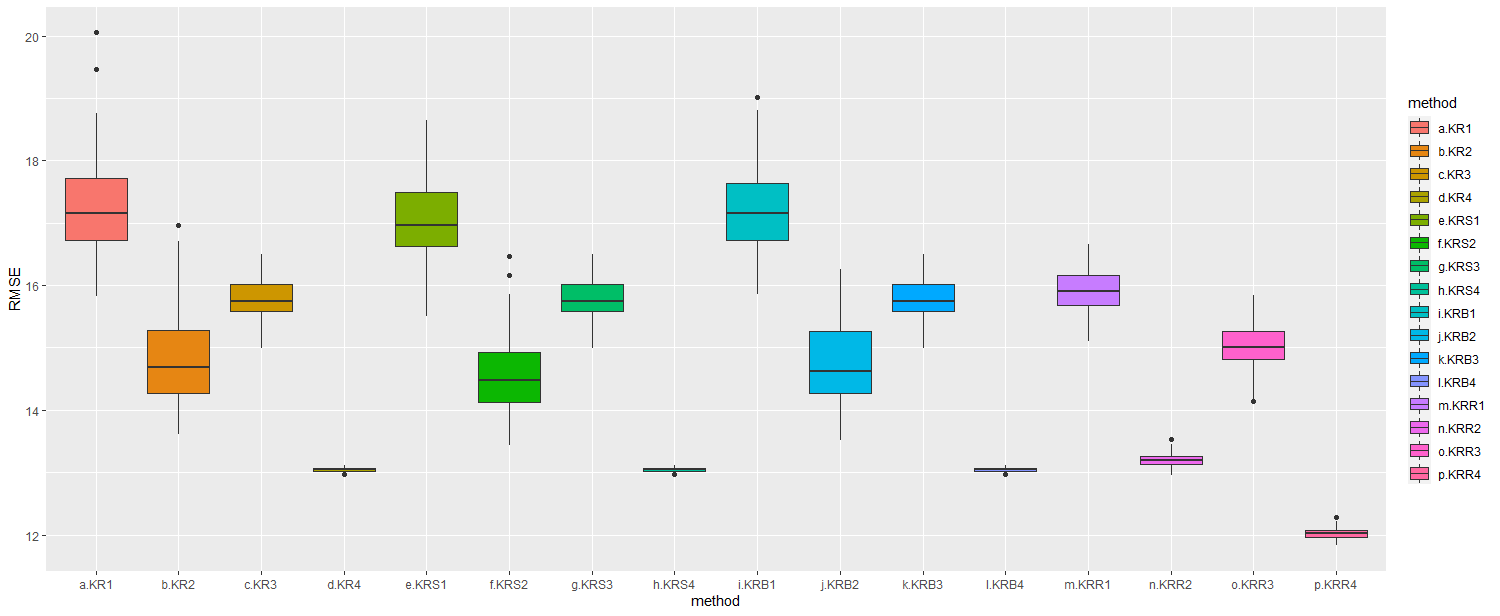 RMSE
20
18
16
14
12
a.KR1 b.KR2 c.KR3 d.KR4 e.KRS1 f.KRS2 g.KRS3 h.KRS4 i.KRB1 j.KRB2 k.KRB3 l.KRB4 m.KRR1 n.KRR2 o.KRR3 p.KRR4
method
method
a.KR1
b.KR2
c.KR3
d.KR4
e.KRS1
f.KRS2
g.KRS3
h.KRS4
i.KRB1
j.KRB2
k.KRB3
l.KRB4
m.KRR1
n.KRR2
o.KRR3
p.KRR4